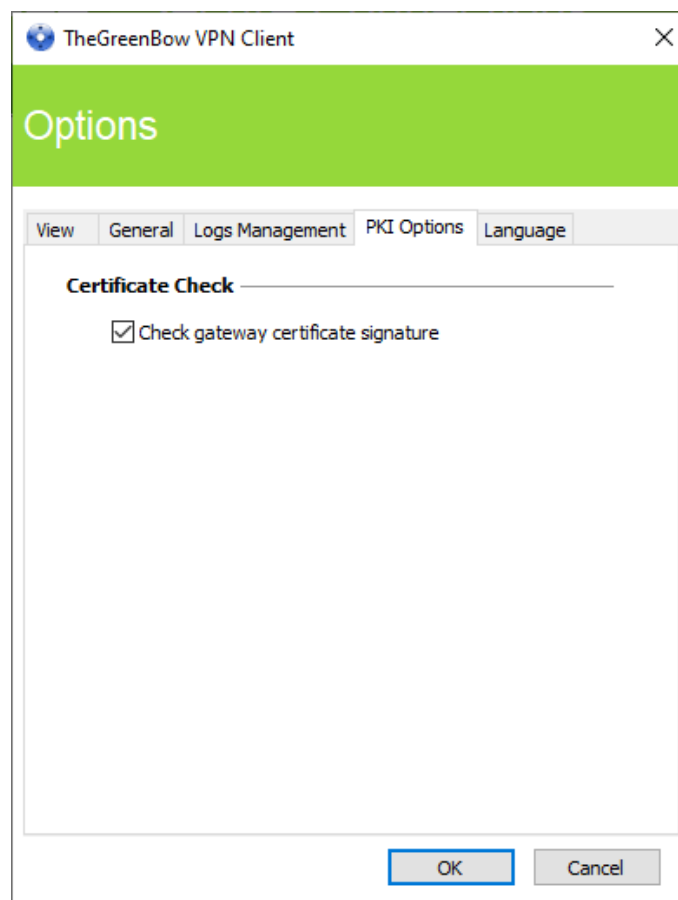 TheGreenBow VPN Client
Options
View General Logs Management PKI Options Language
Certificate Check
Check gateway certificate signature
OK Cancel